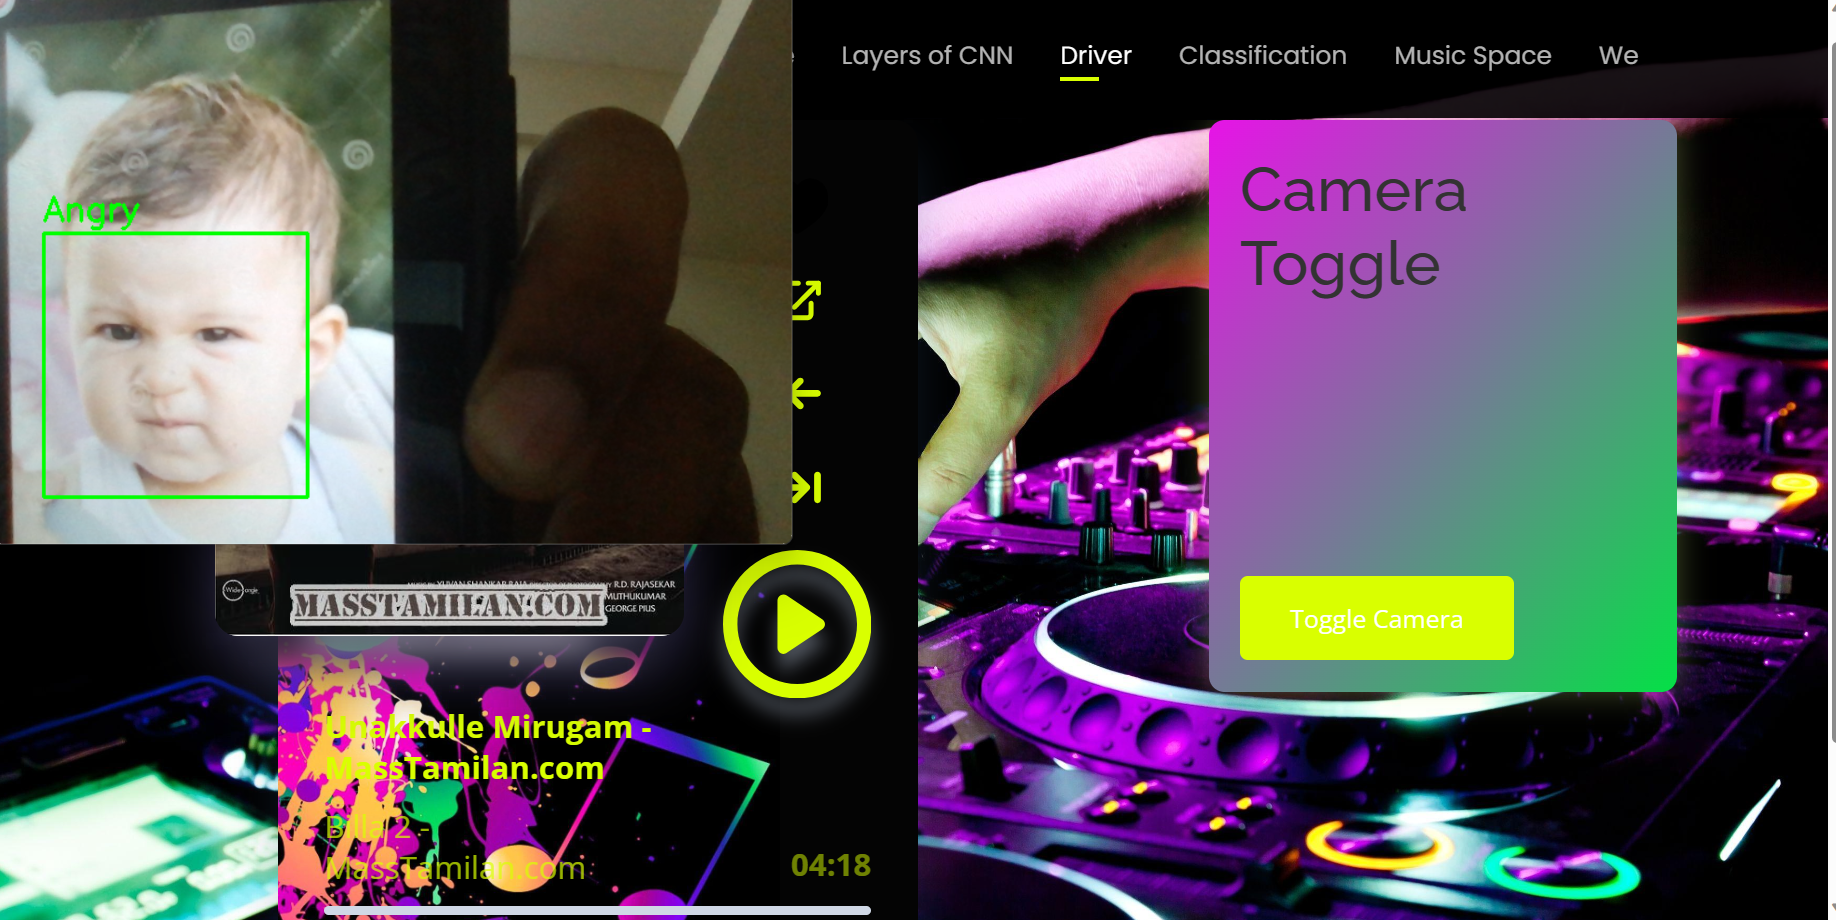 Layers of CNN
Driver
Classification
Music Space
We
Angry
Camera
Toggle
Toggle Camera
R.D. RAJASEKAR
MUTHUKUMAR
GEORGE PIUS
MASSTAMILAN.COM
Unakkulle Mirugam -
MassTamilan.com
Billa 2 -
MassTamilan.com
04:18